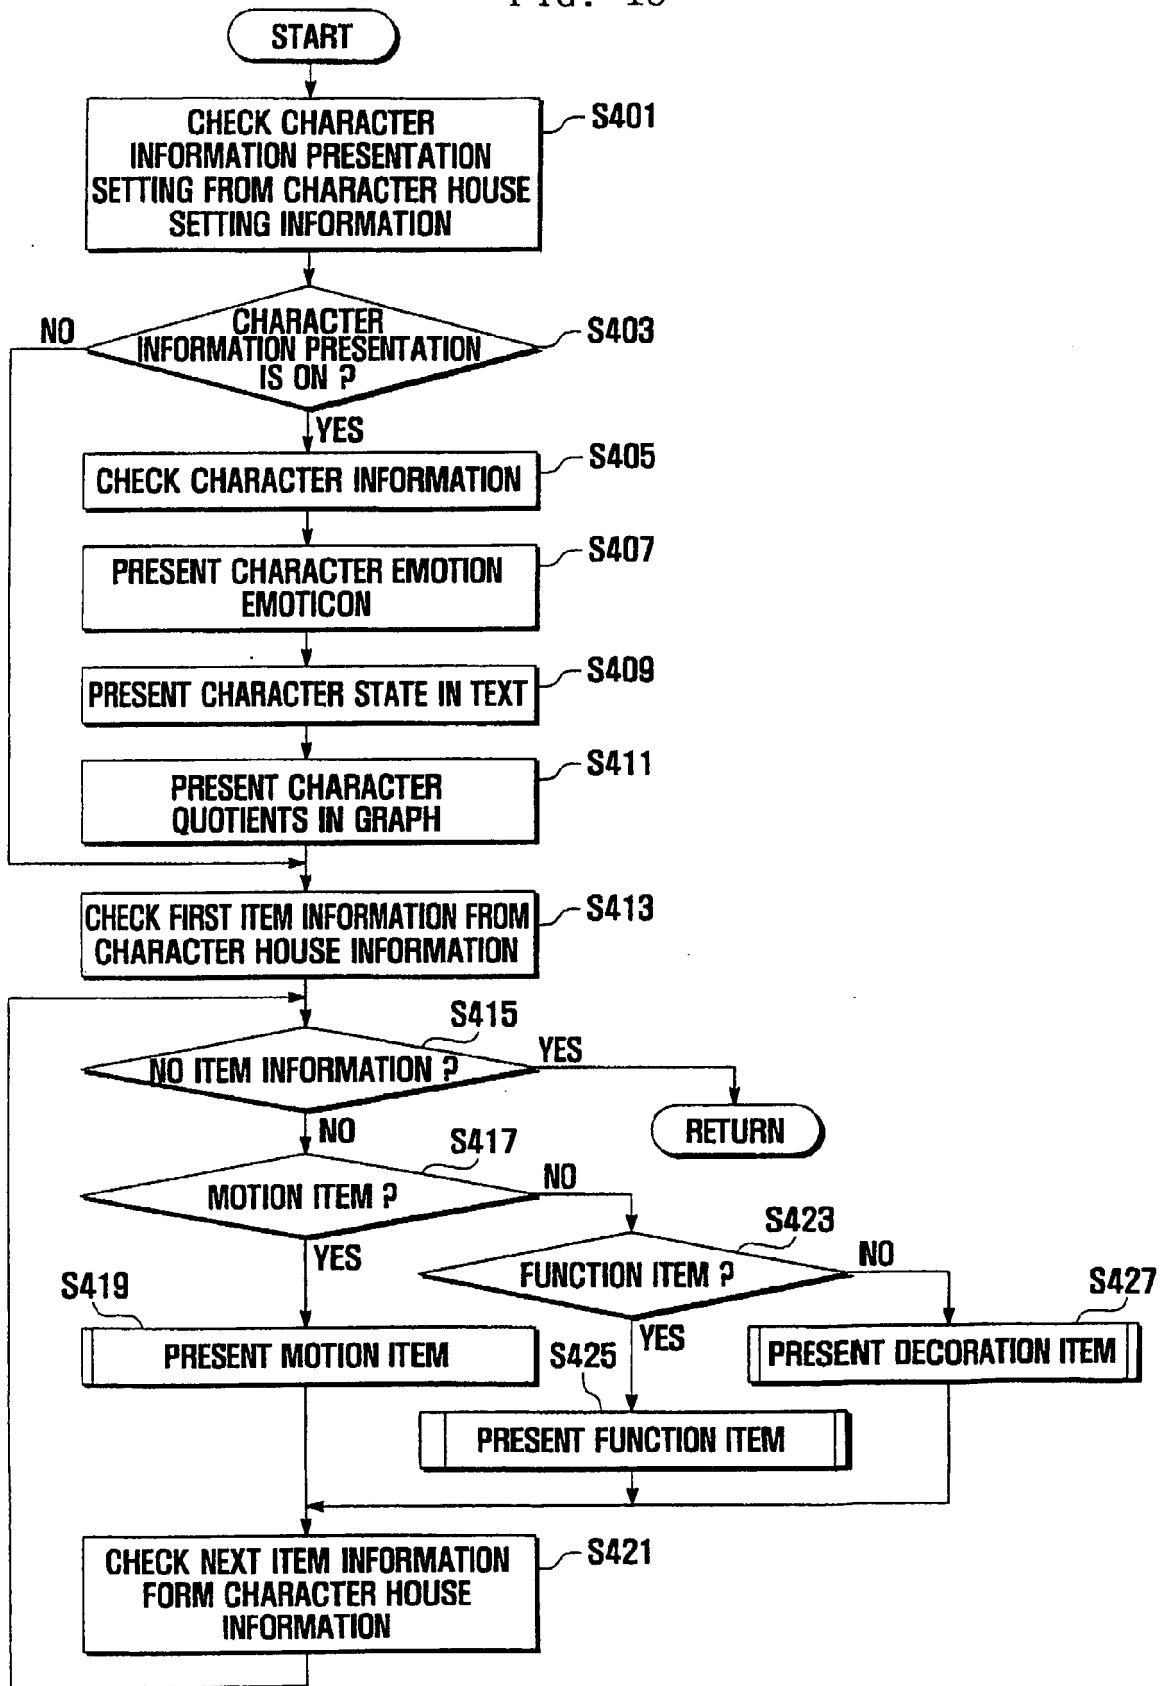 START
CHECK CHARACTER
INFORMATION PRESENTATION
SETTING FROM CHARACTER HOUSE
SETTING INFORMATION
S401
CHARACTER
INFORMATION PRESENTATION
IS ON ?
S403
NO
YES
CHECK CHARACTER INFORMATION
S405
PRESENT CHARACTER EMOTION
EMOTICON
S407
PRESENT CHARACTER STATE IN TEXT
S409
PRESENT CHARACTER
QUOTIENTS IN GRAPH
S411
CHECK FIRST ITEM INFORMATION FROM
CHARACTER HOUSE INFORMATION
S413
NO ITEM INFORMATION ?
S415
YES
RETURN
NO
MOTION ITEM ?
S417
NO
YES
FUNCTION ITEM ?
S423
NO
YES
S419
PRESENT MOTION ITEM
S425
PRESENT FUNCTION ITEM
S427
PRESENT DECORATION ITEM
CHECK NEXT ITEM INFORMATION
FORM CHARACTER HOUSE
INFORMATION
S421